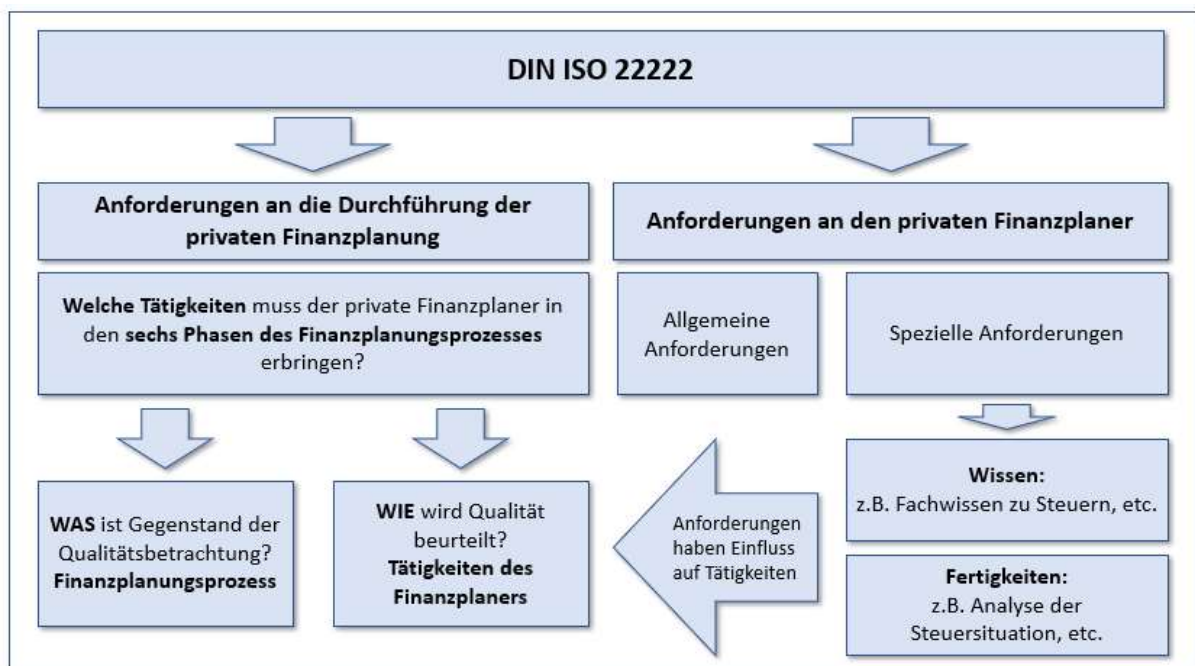 DIN ISO 22222
Anforderungen an die Durchführung der
privaten Finanzplanung
Anforderungen an den privaten Finanzplaner
Welche Tätigkeiten muss der private Finanzplaner in
den sechs Phasen des Finanzplanungsprozesses
erbringen?
Allgemeine
Anforderungen
Spezielle Anforderungen
WAS ist Gegenstand der
Qualitätsbetrachtung?
Finanzplanungsprozess
WIE wird Qualität
beurteilt?
Tätigkeiten des
Finanzplaners
Anforderungen
haben Einfluss
auf Tätigkeiten
Wissen:
z.B. Fachwissen zu Steuern, etc.
Fertigkeiten:
z.B. Analyse der
Steuersituation, etc.